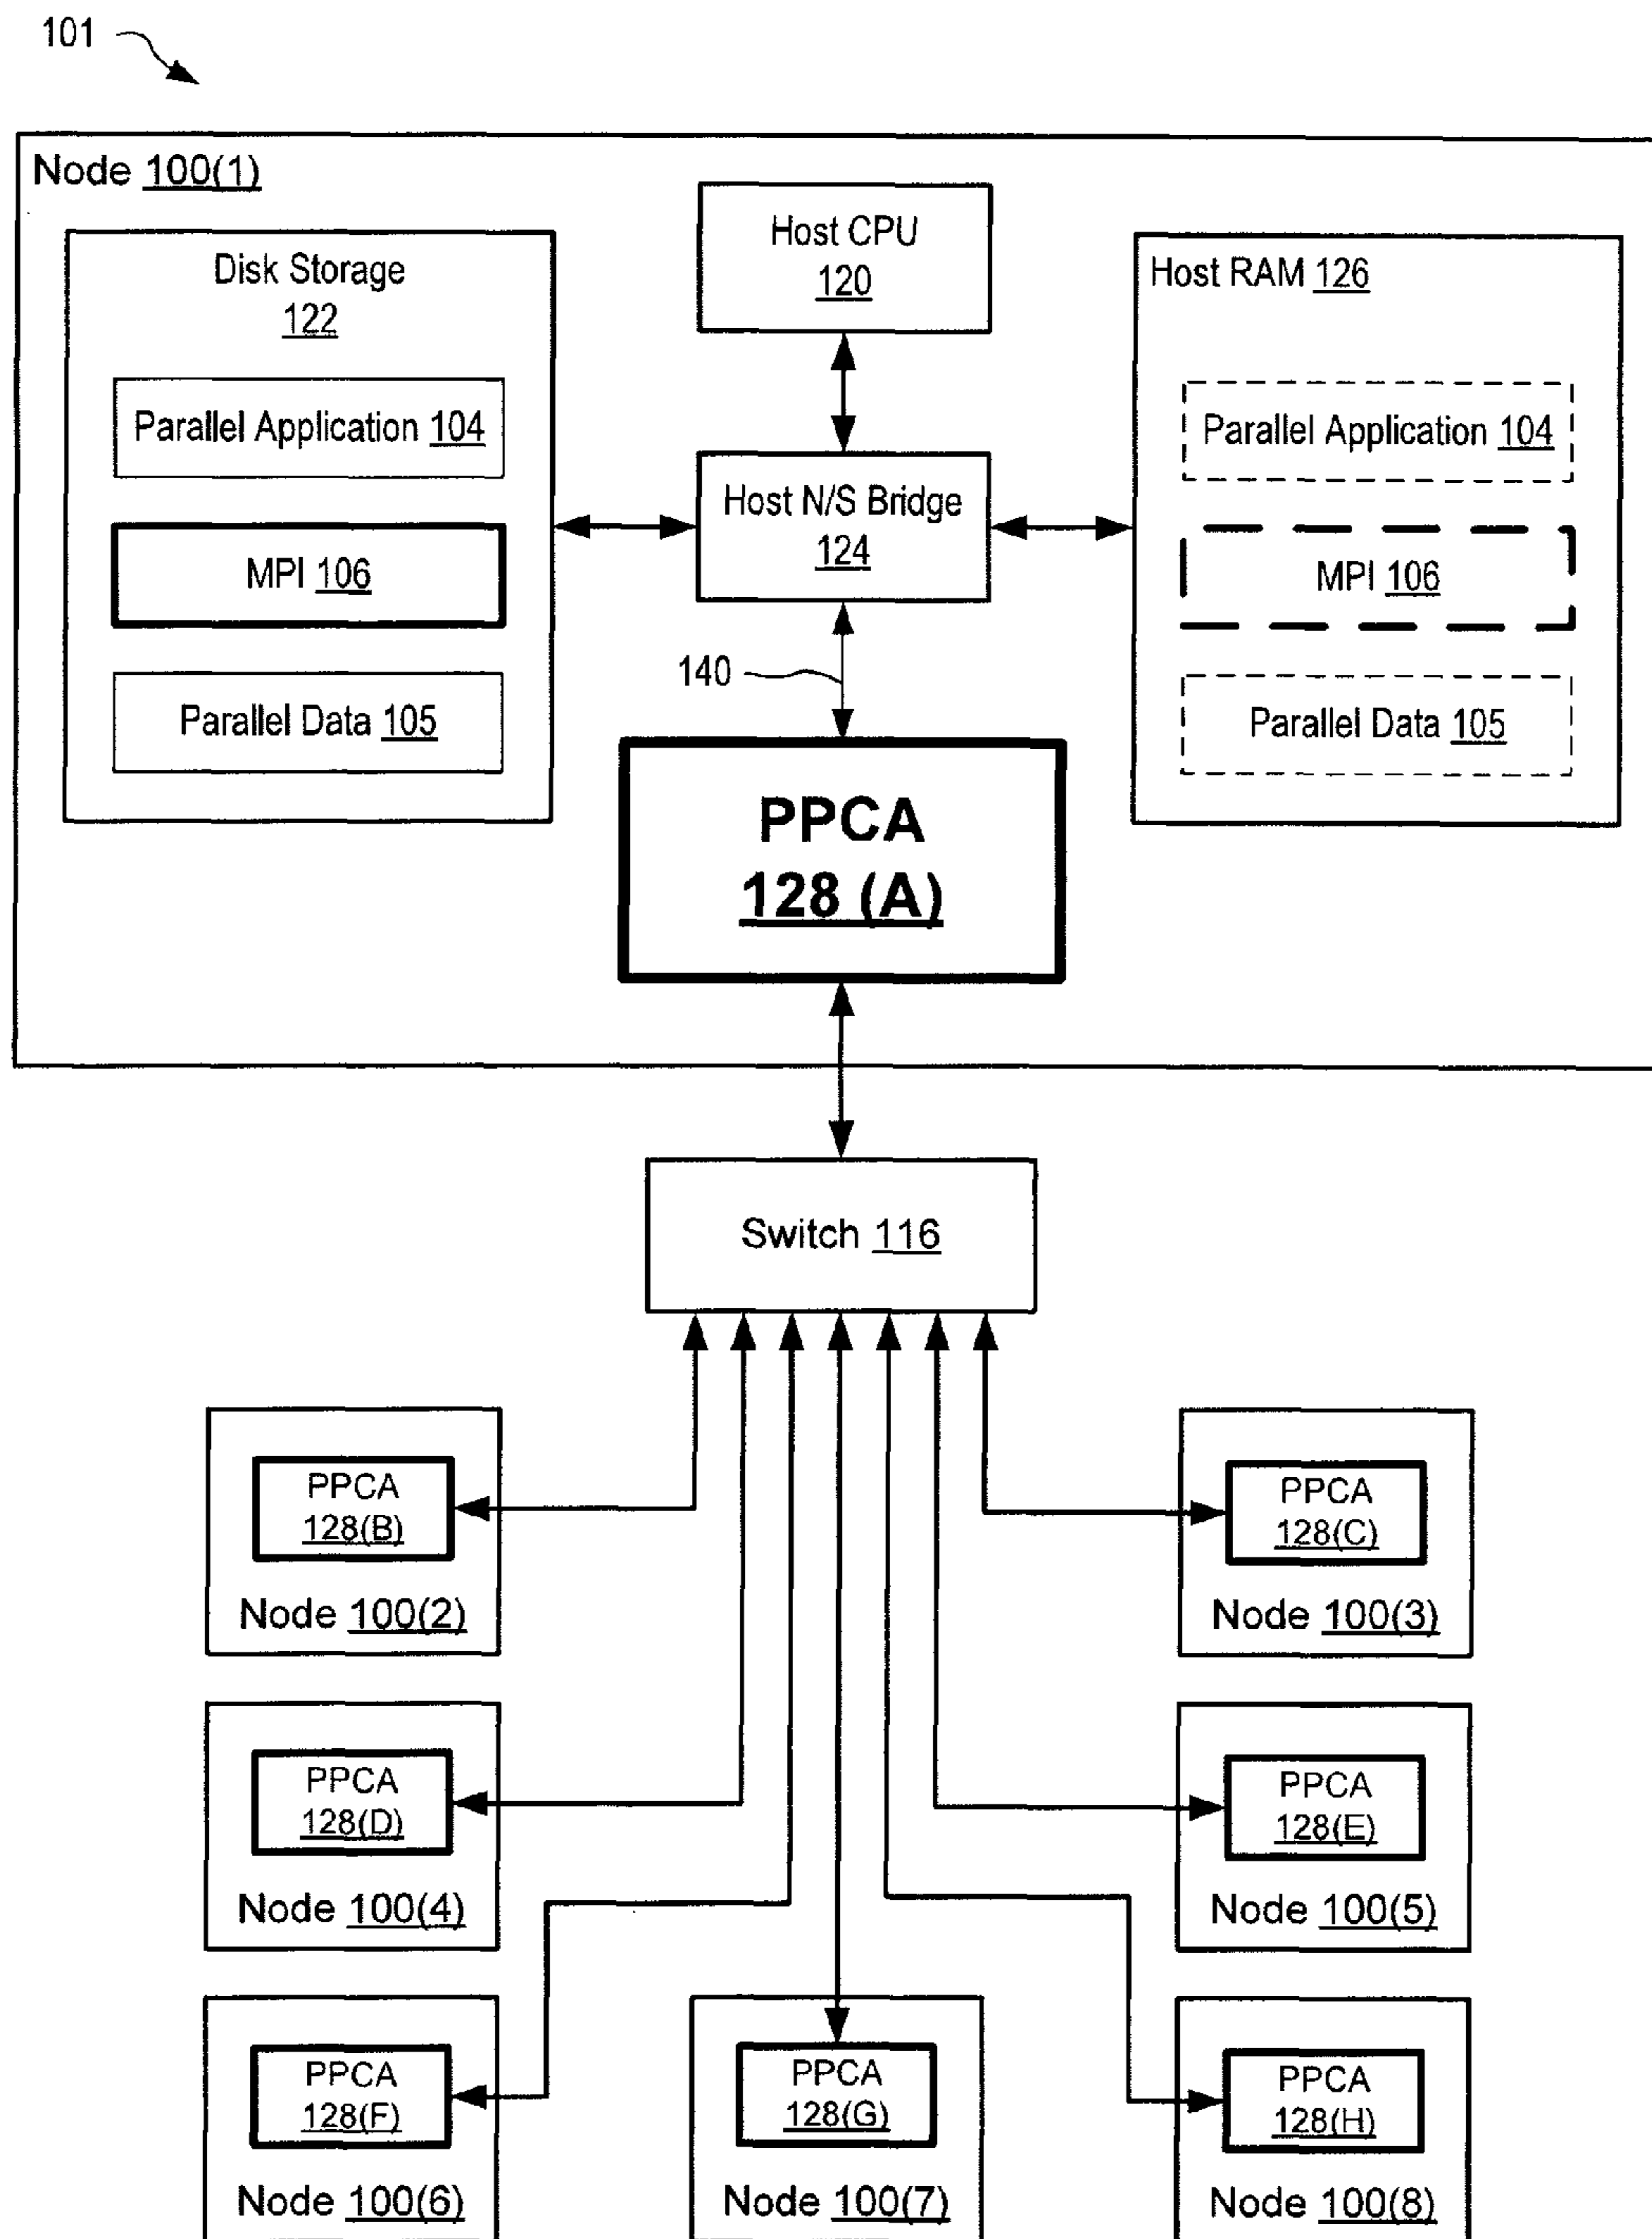 101
Node 100(1)
Disk Storage
122
Parallel Application 104
MPI 106
Parallel Data 105
Host CPU
120
Host N/S Bridge
124
140
PPCA
128 (A)
Host RAM 126
Parallel Application 104
MPI 106
Parallel Data 105
Switch 116
PPCA
128(B)
Node 100(2)
PPCA
128(C)
Node 100(3)
PPCA
128(D)
Node 100(4)
PPCA
128(E)
Node 100(5)
PPCA
128(F)
Node 100(6)
PPCA
128(G)
Node 100(7)
PPCA
128(H)
Node 100(8)